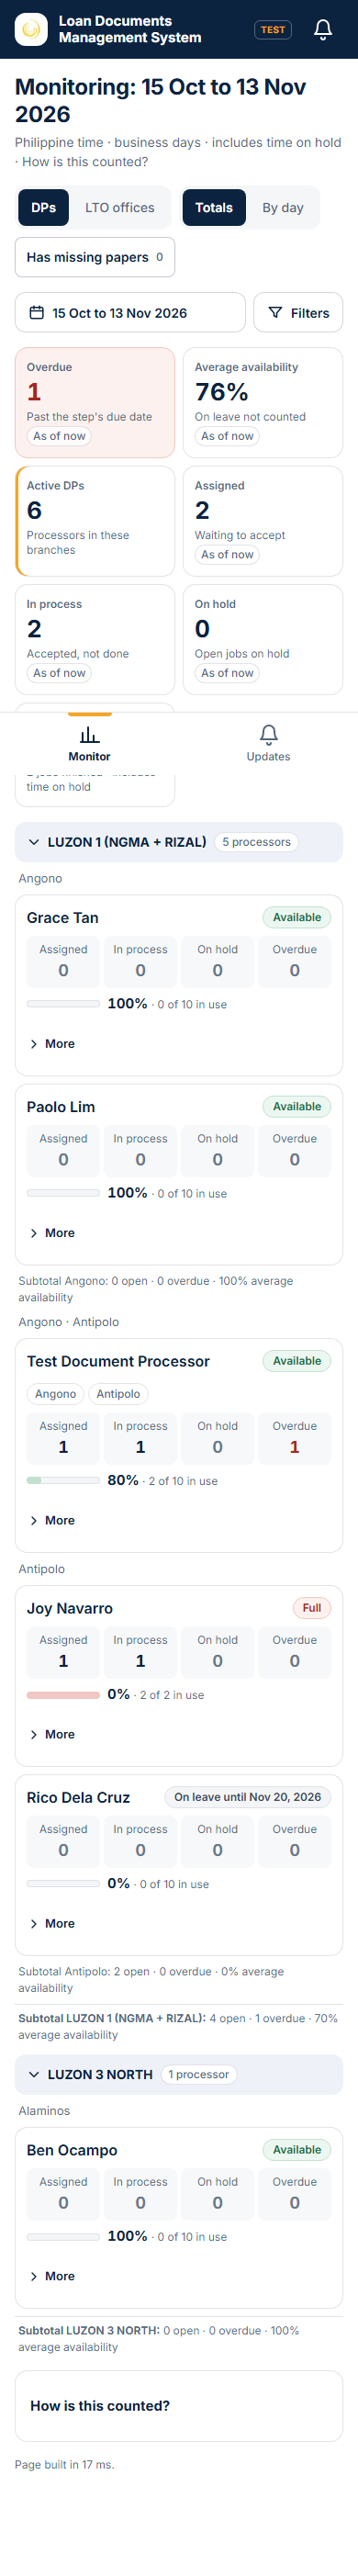 Loan Documents
Management System
TEST
Monitoring: 15 Oct to 13 Nov
2026
Philippine time · business days · includes time on hold
· How is this counted?
DPs
LTO offices
Totals
By day
Has missing papers 0
15 Oct to 13 Nov 2026
Filters
Overdue
1
Past the step's due date
As of now
Average availability
76%
On leave not counted
As of now
Active DPs
6
Processors in these
branches
Assigned
2
Waiting to accept
As of now
In process
2
Accepted, not done
As of now
On hold
0
Open jobs on hold
As of now
Monitor
Updates
time on hold
LUZON 1 (NGMA + RIZAL) 5 processors
Angono
Grace Tan
Available
Assigned In process On hold Overdue
0 0 0 0
100% · 0 of 10 in use
More
Paolo Lim
Available
Assigned In process On hold Overdue
0 0 0 0
100% · 0 of 10 in use
More
Subtotal Angono: 0 open · 0 overdue · 100% average
availability
Angono · Antipolo
Test Document Processor
Available
Angono Antipolo
Assigned In process On hold Overdue
1 1 0 1
80% · 2 of 10 in use
More
Antipolo
Joy Navarro
Full
Assigned In process On hold Overdue
1 1 0 0
0% · 2 of 2 in use
More
Rico Dela Cruz
On leave until Nov 20, 2026
Assigned In process On hold Overdue
0 0 0 0
0% · 0 of 10 in use
More
Subtotal Antipolo: 2 open · 0 overdue · 0% average
availability
Subtotal LUZON 1 (NGMA + RIZAL): 4 open · 1 overdue · 70%
average availability
LUZON 3 NORTH 1 processor
Alaminos
Ben Ocampo
Available
Assigned In process On hold Overdue
0 0 0 0
100% · 0 of 10 in use
More
Subtotal LUZON 3 NORTH: 0 open · 0 overdue · 100%
average availability
How is this counted?
Page built in 17 ms.